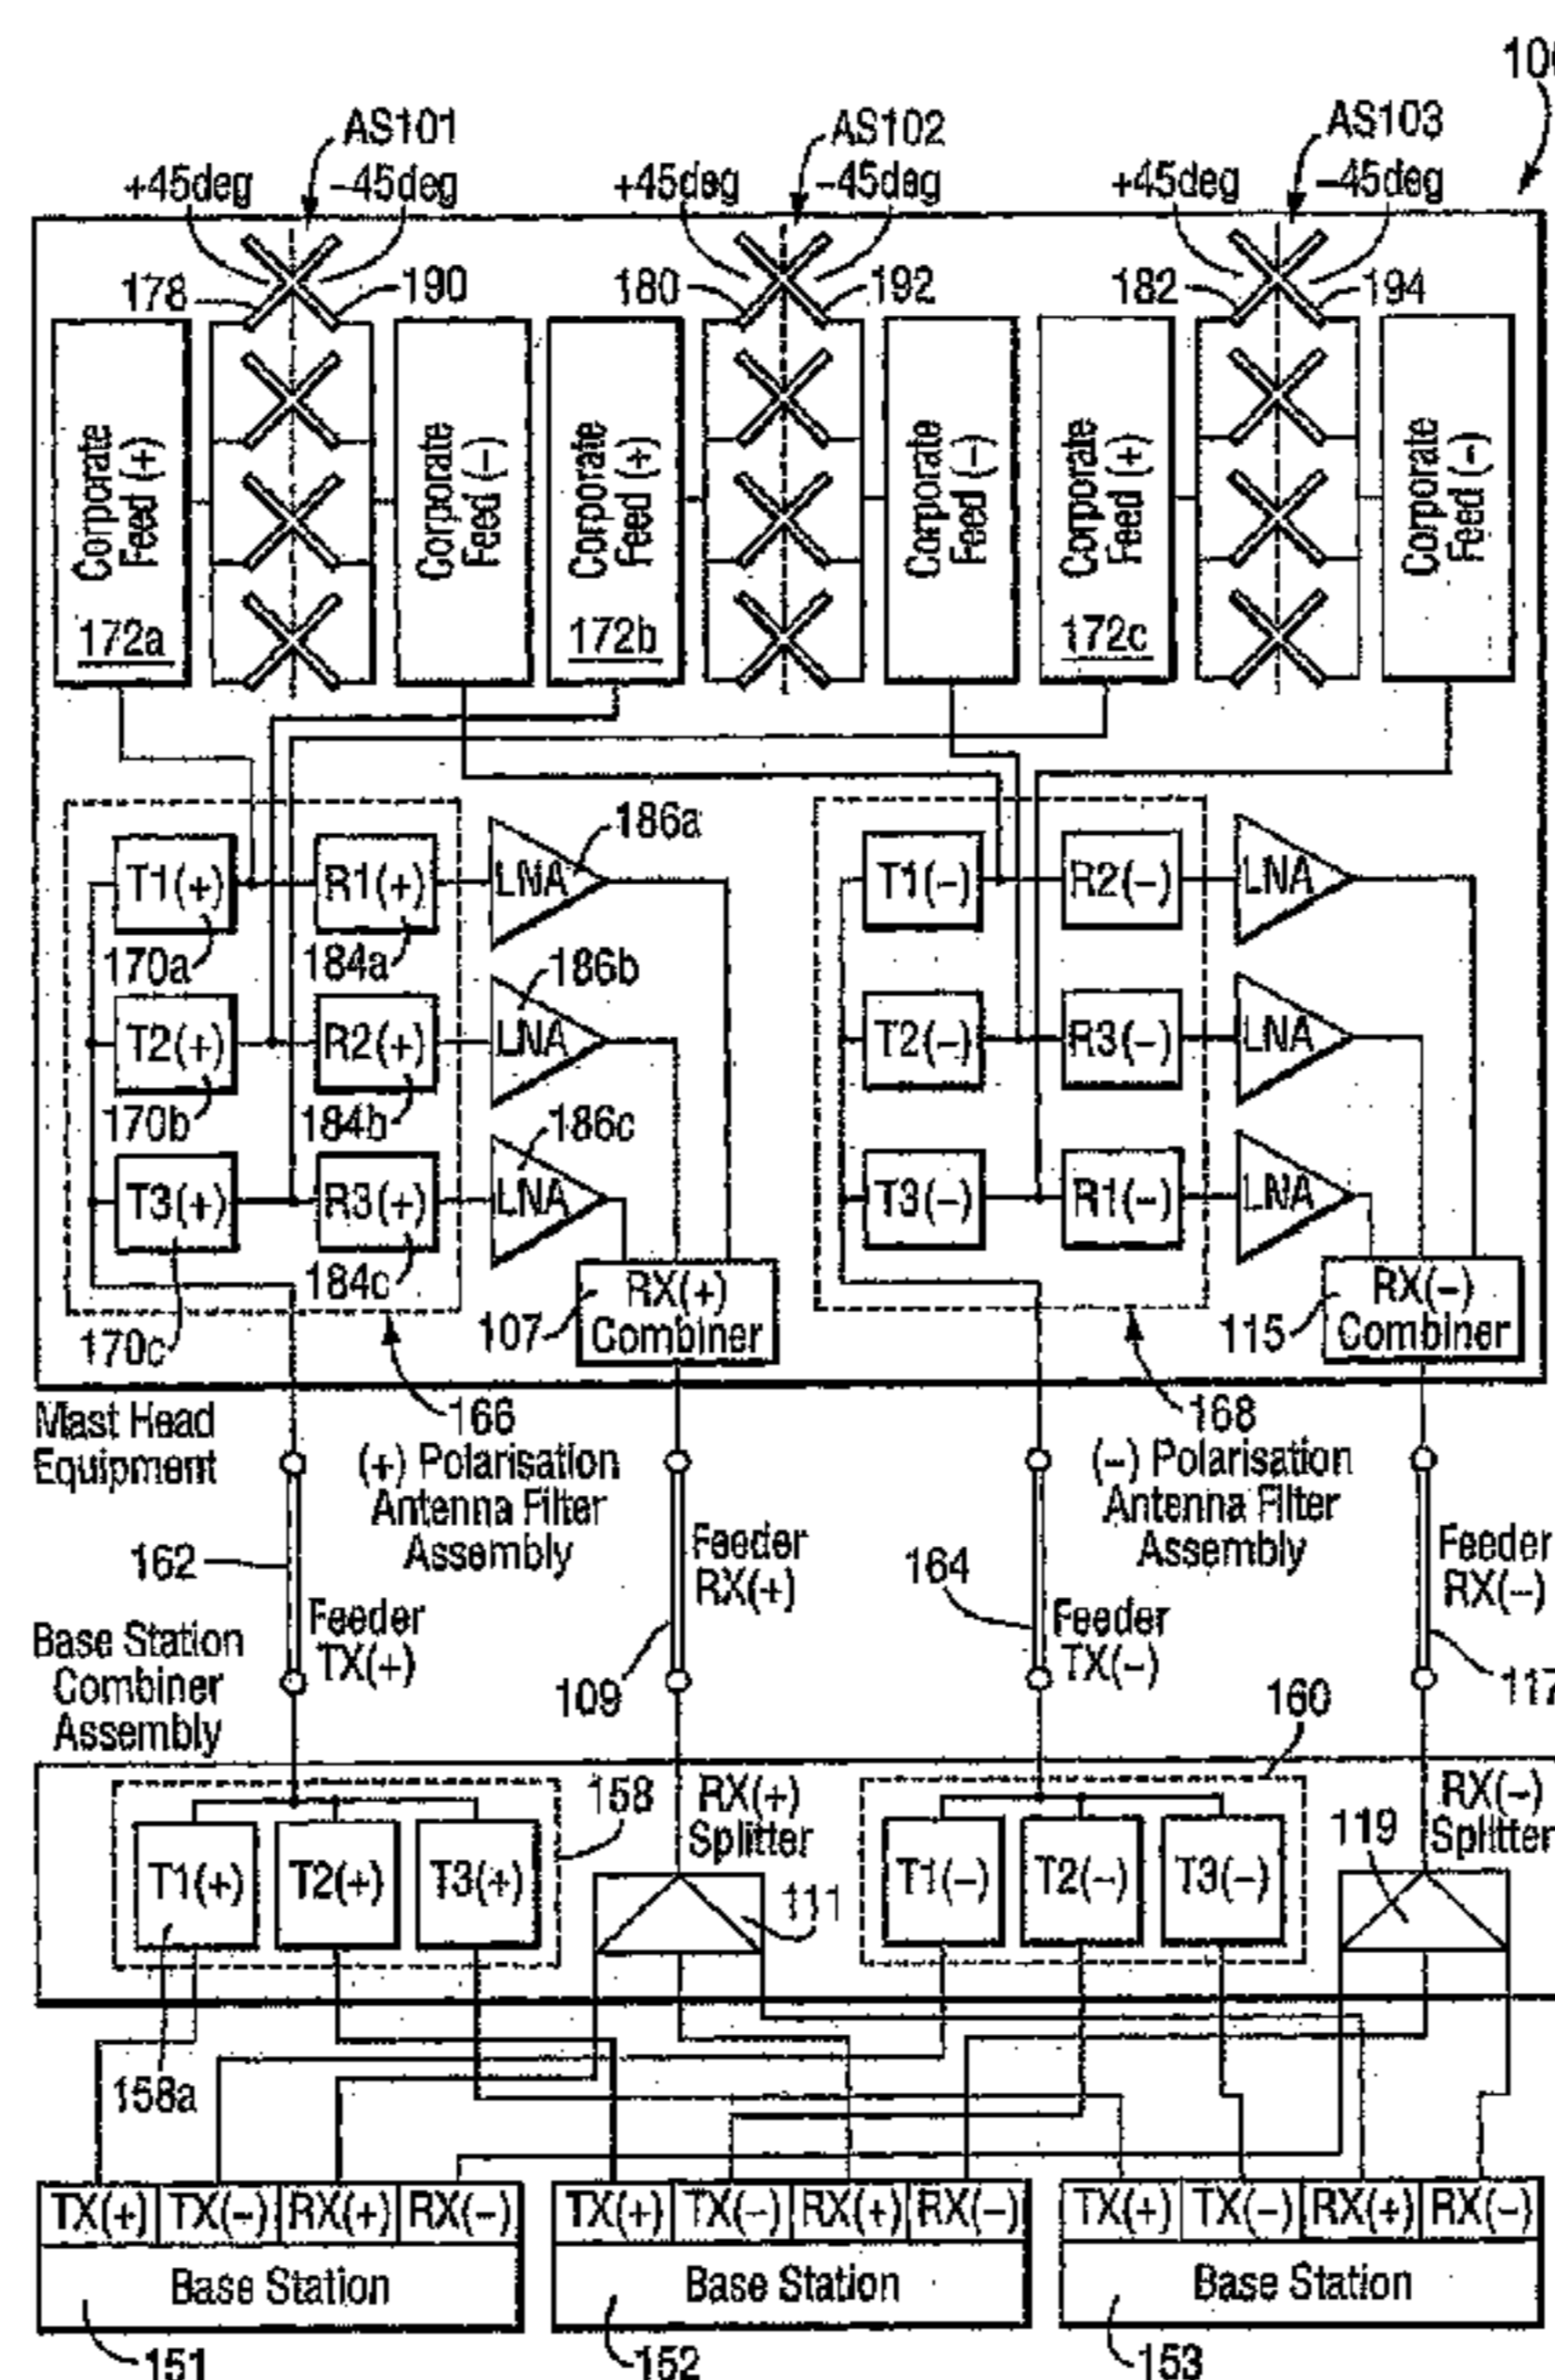 10
AS101
AS102
AS103
+45deg
-45deg
+45deg
-45deg
+45deg
-45deg
178
190
180
192
182
194
Corporate Feed (+)
172a
Corporate Feed (-)
Corporate Feed (+)
172b
Corporate Feed (-)
Corporate Feed (+)
172c
Corporate Feed (-)
T1(+)
R1(+)
LNA
186a
T1(-)
R2(-)
LNA
170a
184a
186b
T2(+)
R2(+)
LNA
T2(-)
R3(-)
LNA
170b
184b
186c
T3(+)
R3(+)
LNA
T3(-)
R1(-)
LNA
170c
184c
107
RX(+)
Combiner
115
RX(-)
Combiner
Mast Head
Equipment
166
(+) Polarisation
Antenna Filter
Assembly
168
(-) Polarisation
Antenna Filter
Assembly
162
Feeder
TX(+)
Feeder
RX(+)
109
164
Feeder
TX(-)
Feeder
RX(-)
117
Base Station
Combiner
Assembly
160
T1(+)
T2(+)
T3(+)
158
RX(+)
Splitter
111
T1(-)
T2(-)
T3(-)
119
RX(-)
Splitter
158a
TX(+)
TX(-)
RX(+)
RX(-)
Base Station
151
TX(+)
TX(-)
RX(+)
RX(-)
Base Station
152
TX(+)
TX(-)
RX(+)
RX(-)
Base Station
153